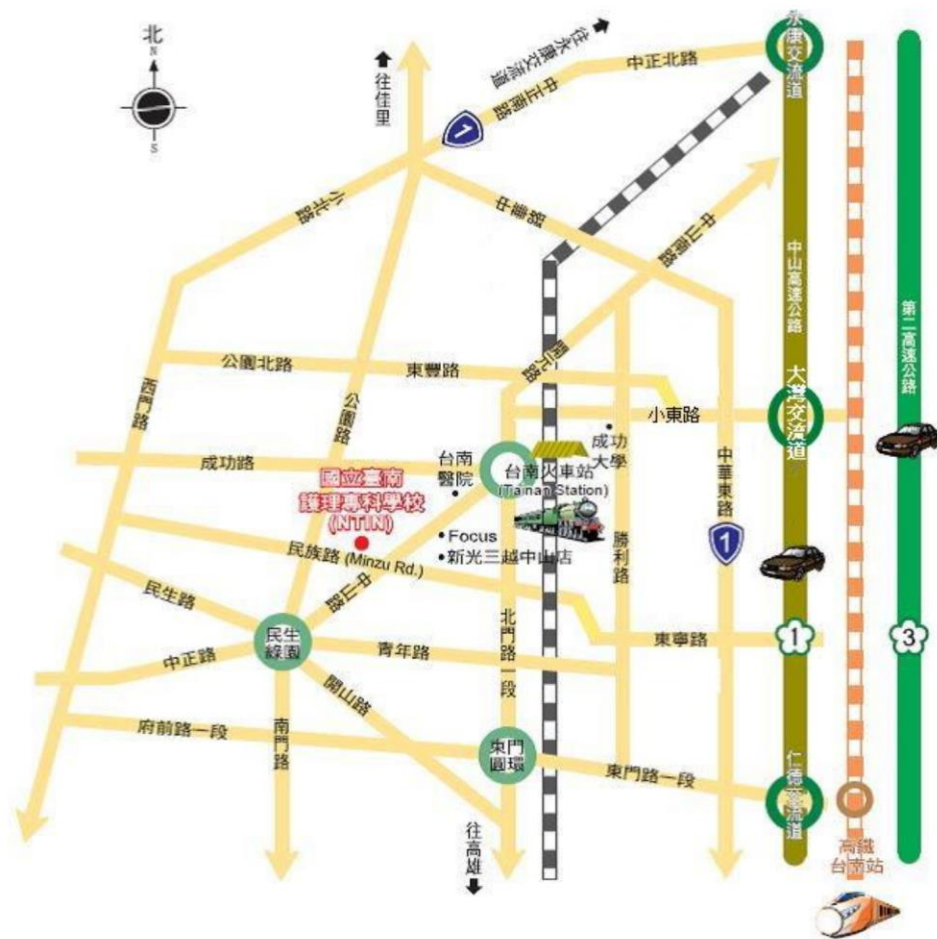 北
N
S
往佳里
往永康交流道
中正南路
1
中正北路
永康交流道
小北路
中華路
中山南路
中山高速公路
第二高速公路
公園北路
東豐路
開元路
西門路
公園路
小東路
大灣交流道
成功路
台南
醫院
台南火車站
(Tainan Station)
成功
大學
中華東路
國立臺南
護理專科學校
(NTIN)
Focus
新光三越中山店
勝利路
1
民族路 (Minzu Rd.)
中山路
民生路
民生
綠園
北門路一段
東寧路
1
3
中正路
青年路
開山路
南門路
府前路一段
東門
圓環
東門路一段
仁德交流道
往高雄
高鐵
台南站